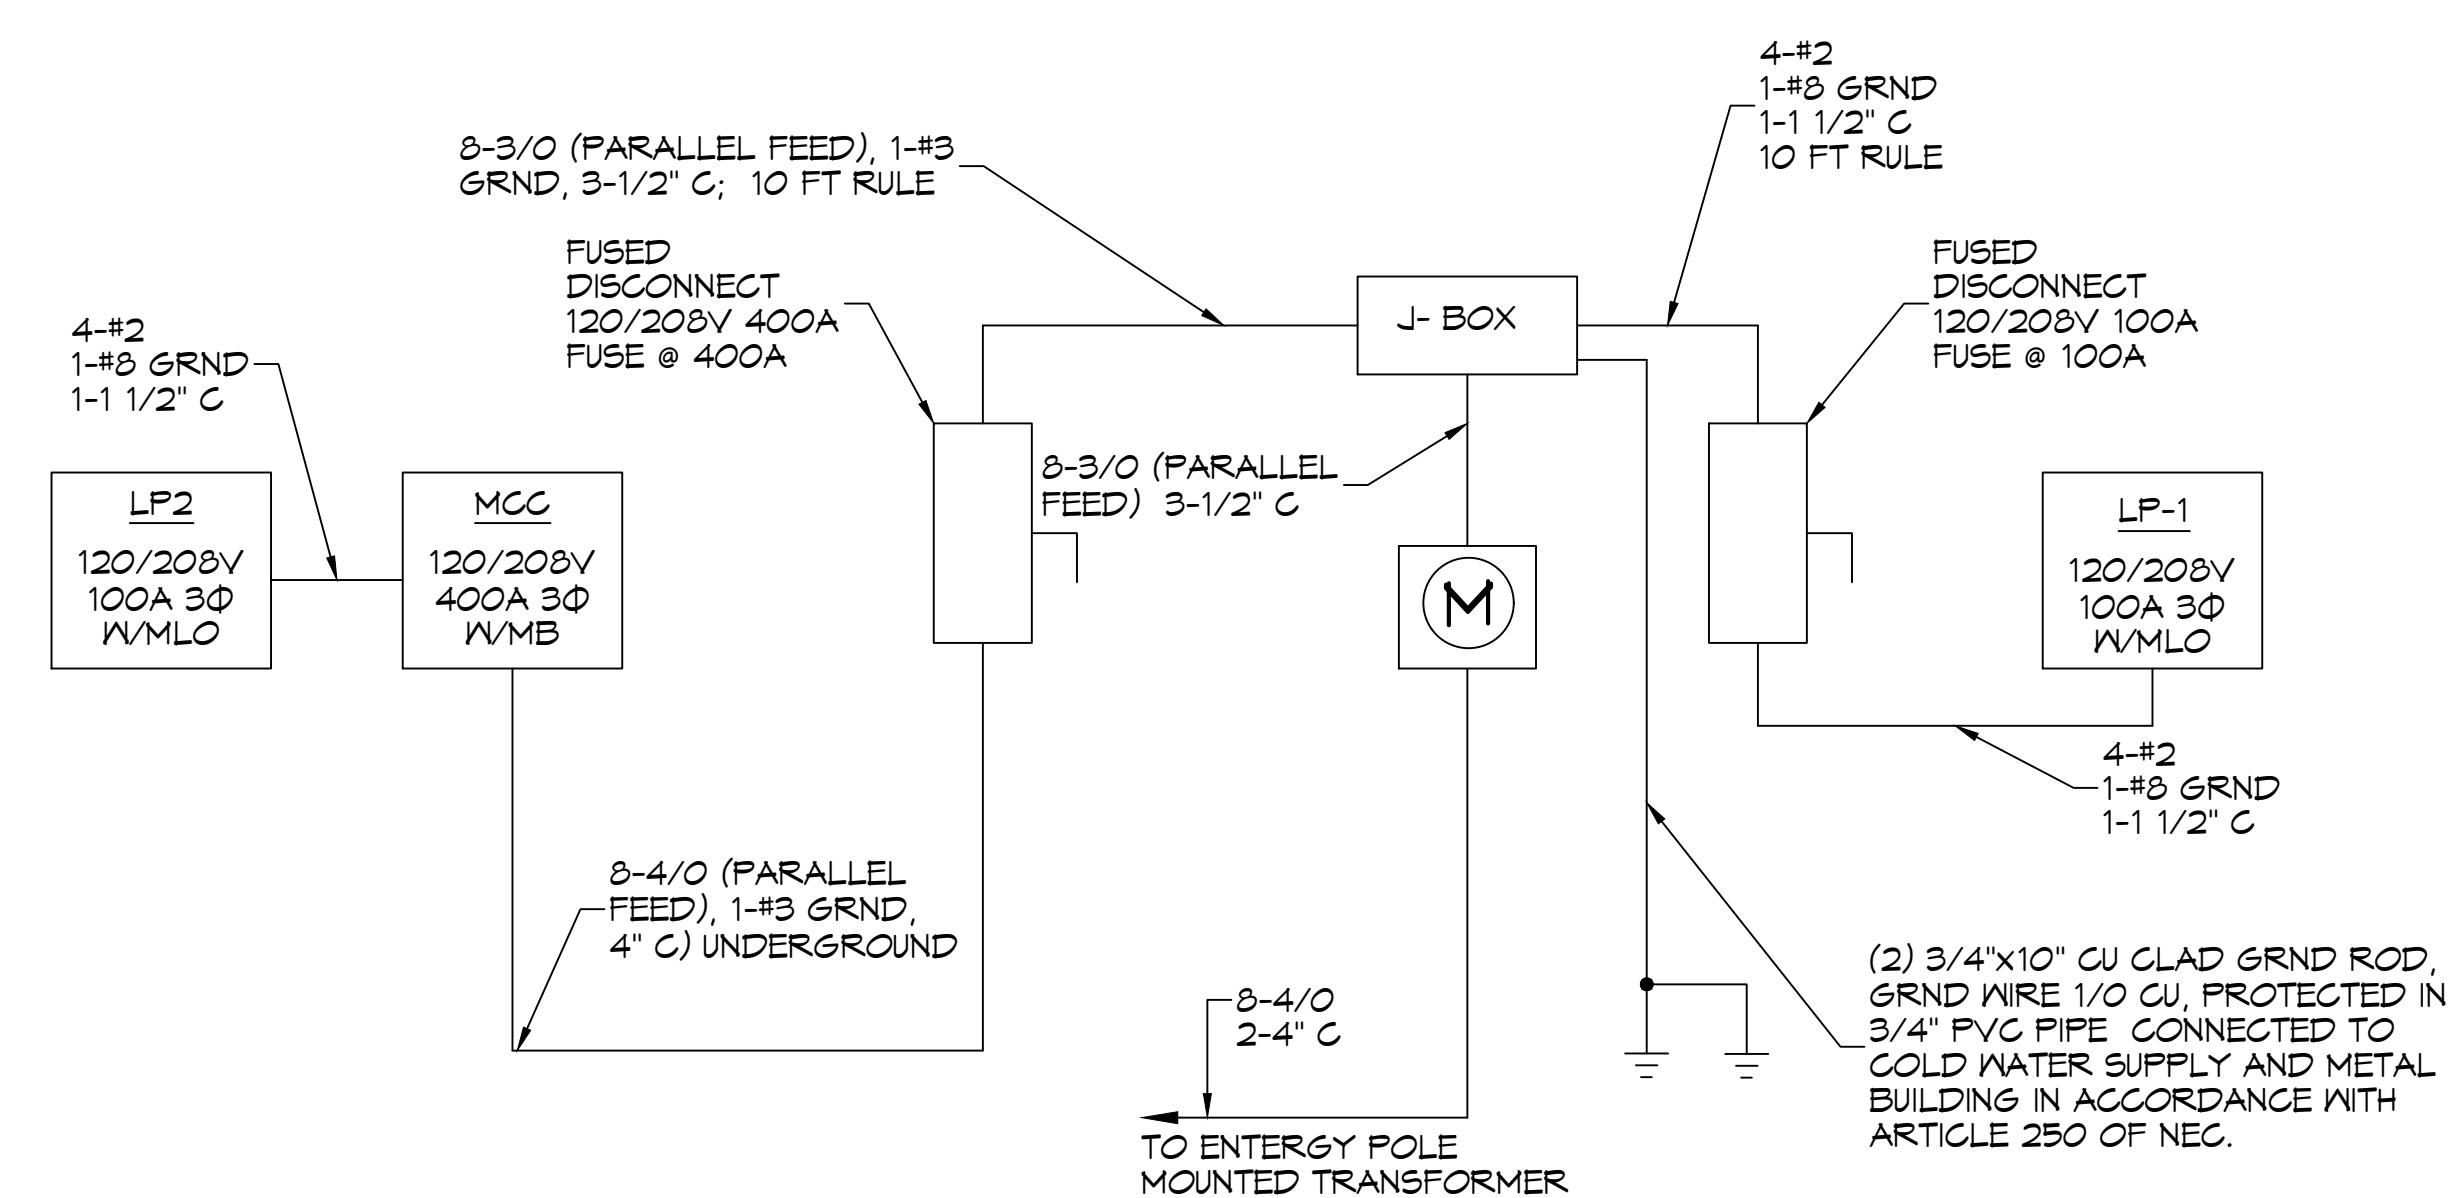 4-#2
1-#8 GRND
1-1 1/2" C
10 FT RULE
8-3/0 (PARALLEL FEED), 1-#3
GRND, 3-1/2" C; 10 FT RULE
FUSED
DISCONNECT
120/208V 400A
FUSE @ 400A
FUSED
DISCONNECT
120/208V 100A
FUSE @ 100A
4-#2
1-#8 GRND
1-1 1/2" C
J- BOX
8-3/0 (PARALLEL
FEED) 3-1/2" C
LP2
120/208V
100A 3Φ
W/MLO
MCC
120/208V
400A 3Φ
W/MB
M
LP-1
120/208V
100A 3Φ
W/MLO
4-#2
1-#8 GRND
1-1 1/2" C
8-4/0 (PARALLEL
FEED), 1-#3 GRND,
4" C) UNDERGROUND
8-4/0
2-4" C
(2) 3/4"x10" CU CLAD GRND ROD,
GRND WIRE 1/0 CU, PROTECTED IN
3/4" PVC PIPE CONNECTED TO
COLD WATER SUPPLY AND METAL
BUILDING IN ACCORDANCE WITH
ARTICLE 250 OF NEC.
TO ENTERGY POLE
MOUNTED TRANSFORMER